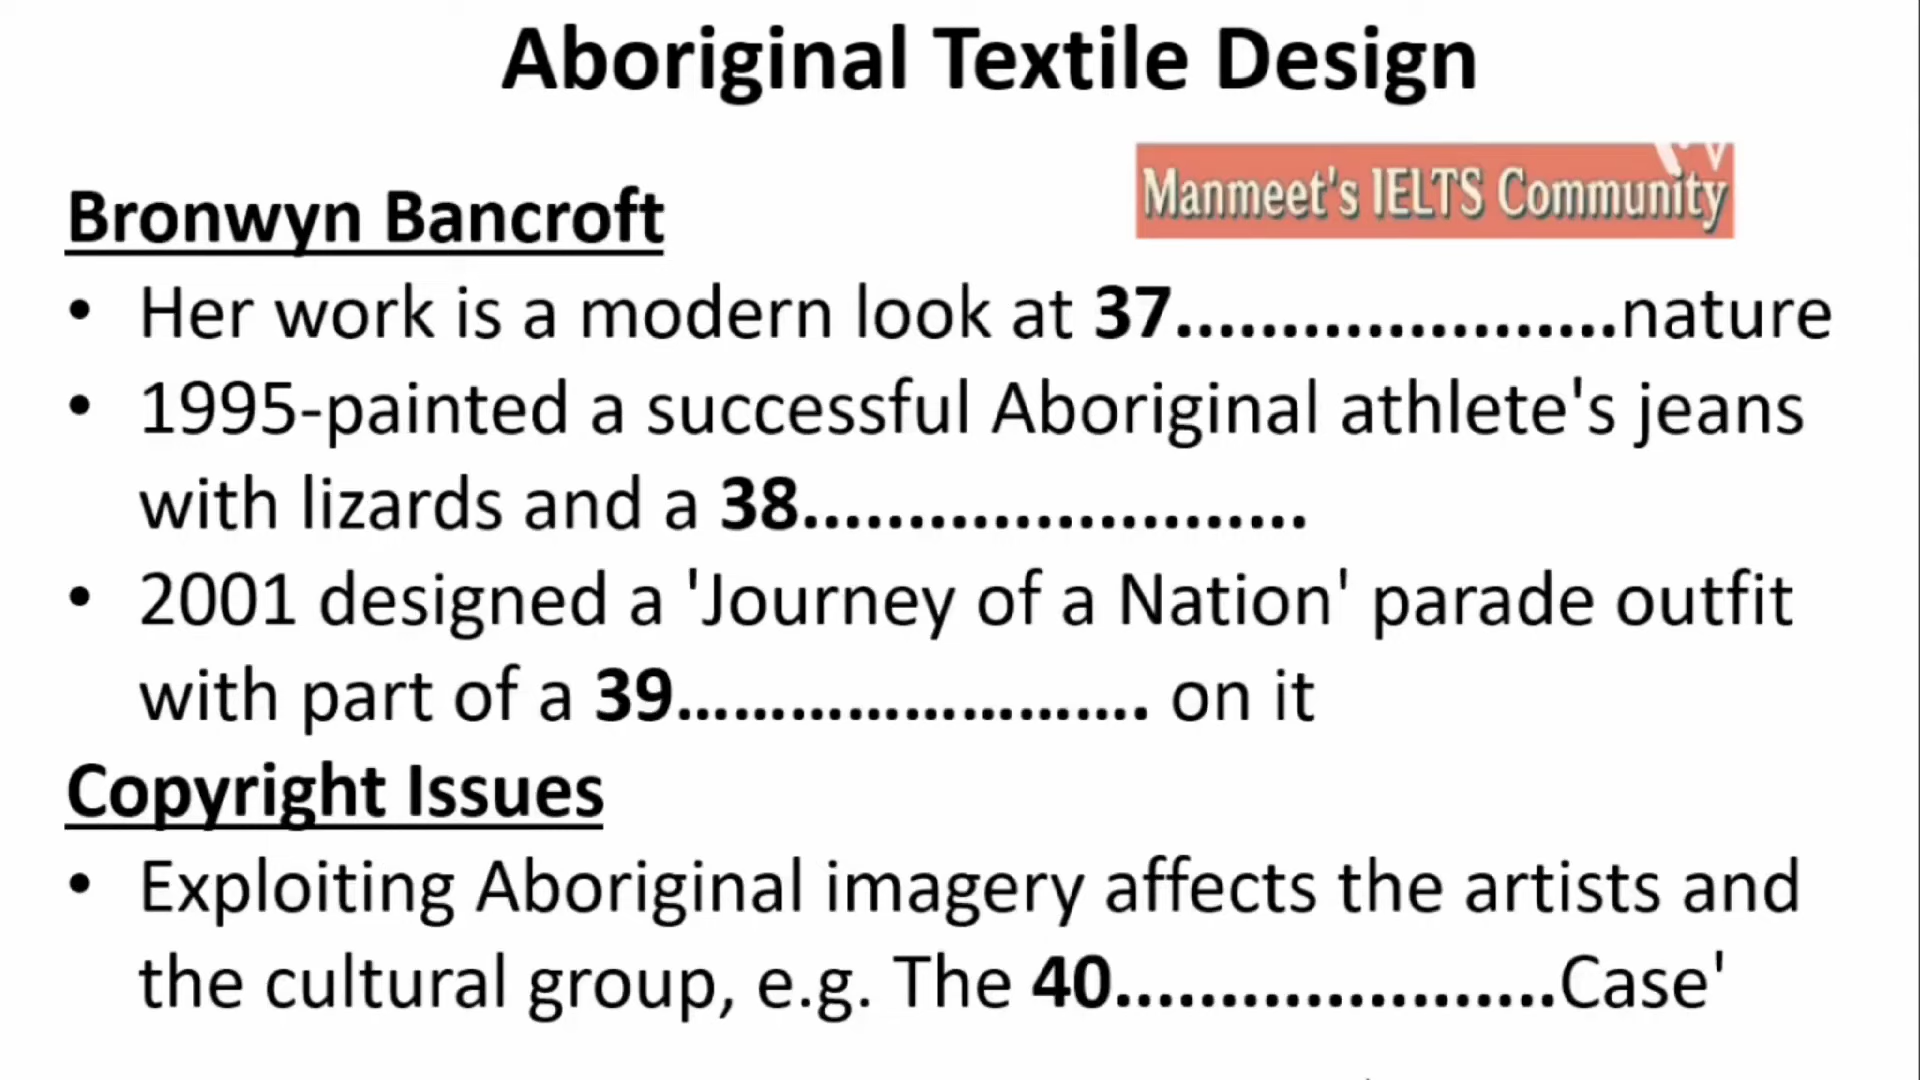 Aboriginal Textile Design
Manmeet's IELTS Community
Bronwyn Bancroft
• Her work is a modern look at 37.....................nature
• 1995-painted a successful Aboriginal athlete's jeans
with lizards and a 38........................
• 2001 designed a 'Journey of a Nation' parade outfit
with part of a 39........................ on it
Copyright Issues
• Exploiting Aboriginal imagery affects the artists and
the cultural group, e.g. The 40.....................Case'